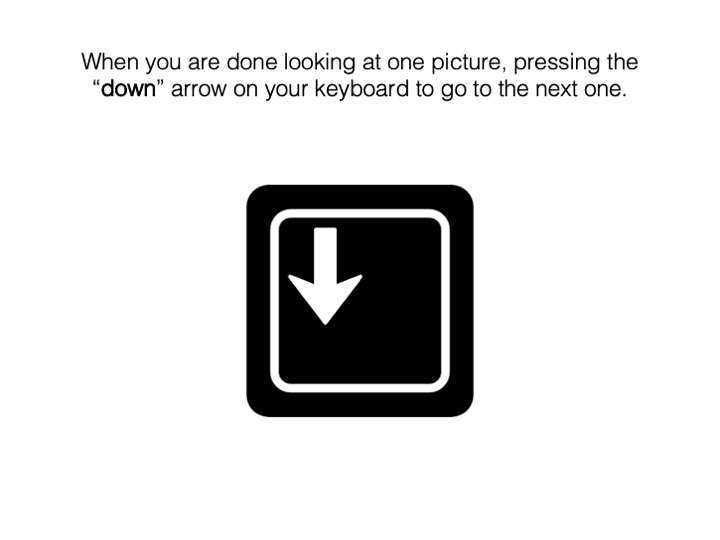 When you are done looking at one picture, pressing the
“down” arrow on your keyboard to go to the next one.